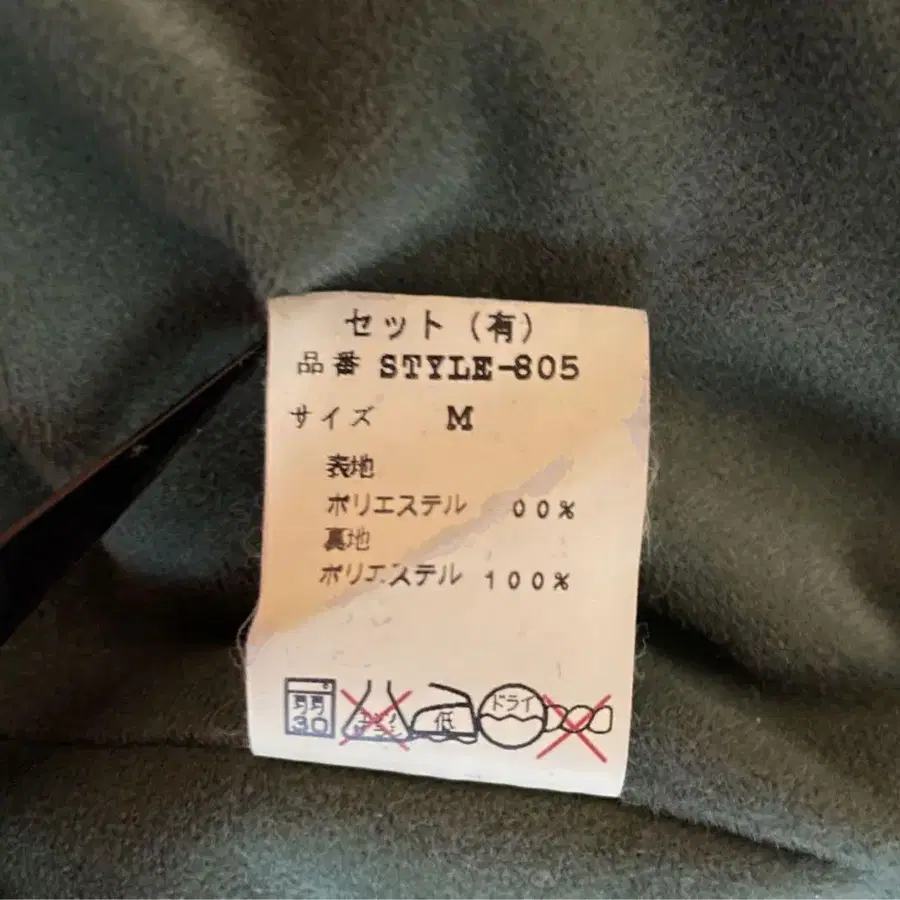 セット（有）
品番 STYLE-805
サイズ M
表地
ポリエステル 00%
裏地
ポリエステル 100%
弱 30
低 ドライ